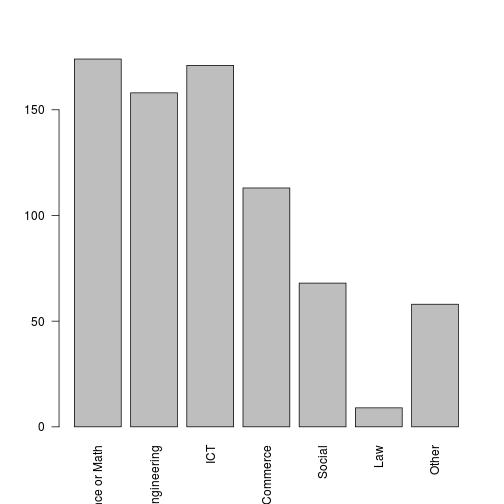 150
100
50
0
ce or Math
ngineering
ICT
Commerce
Social
Law
Other